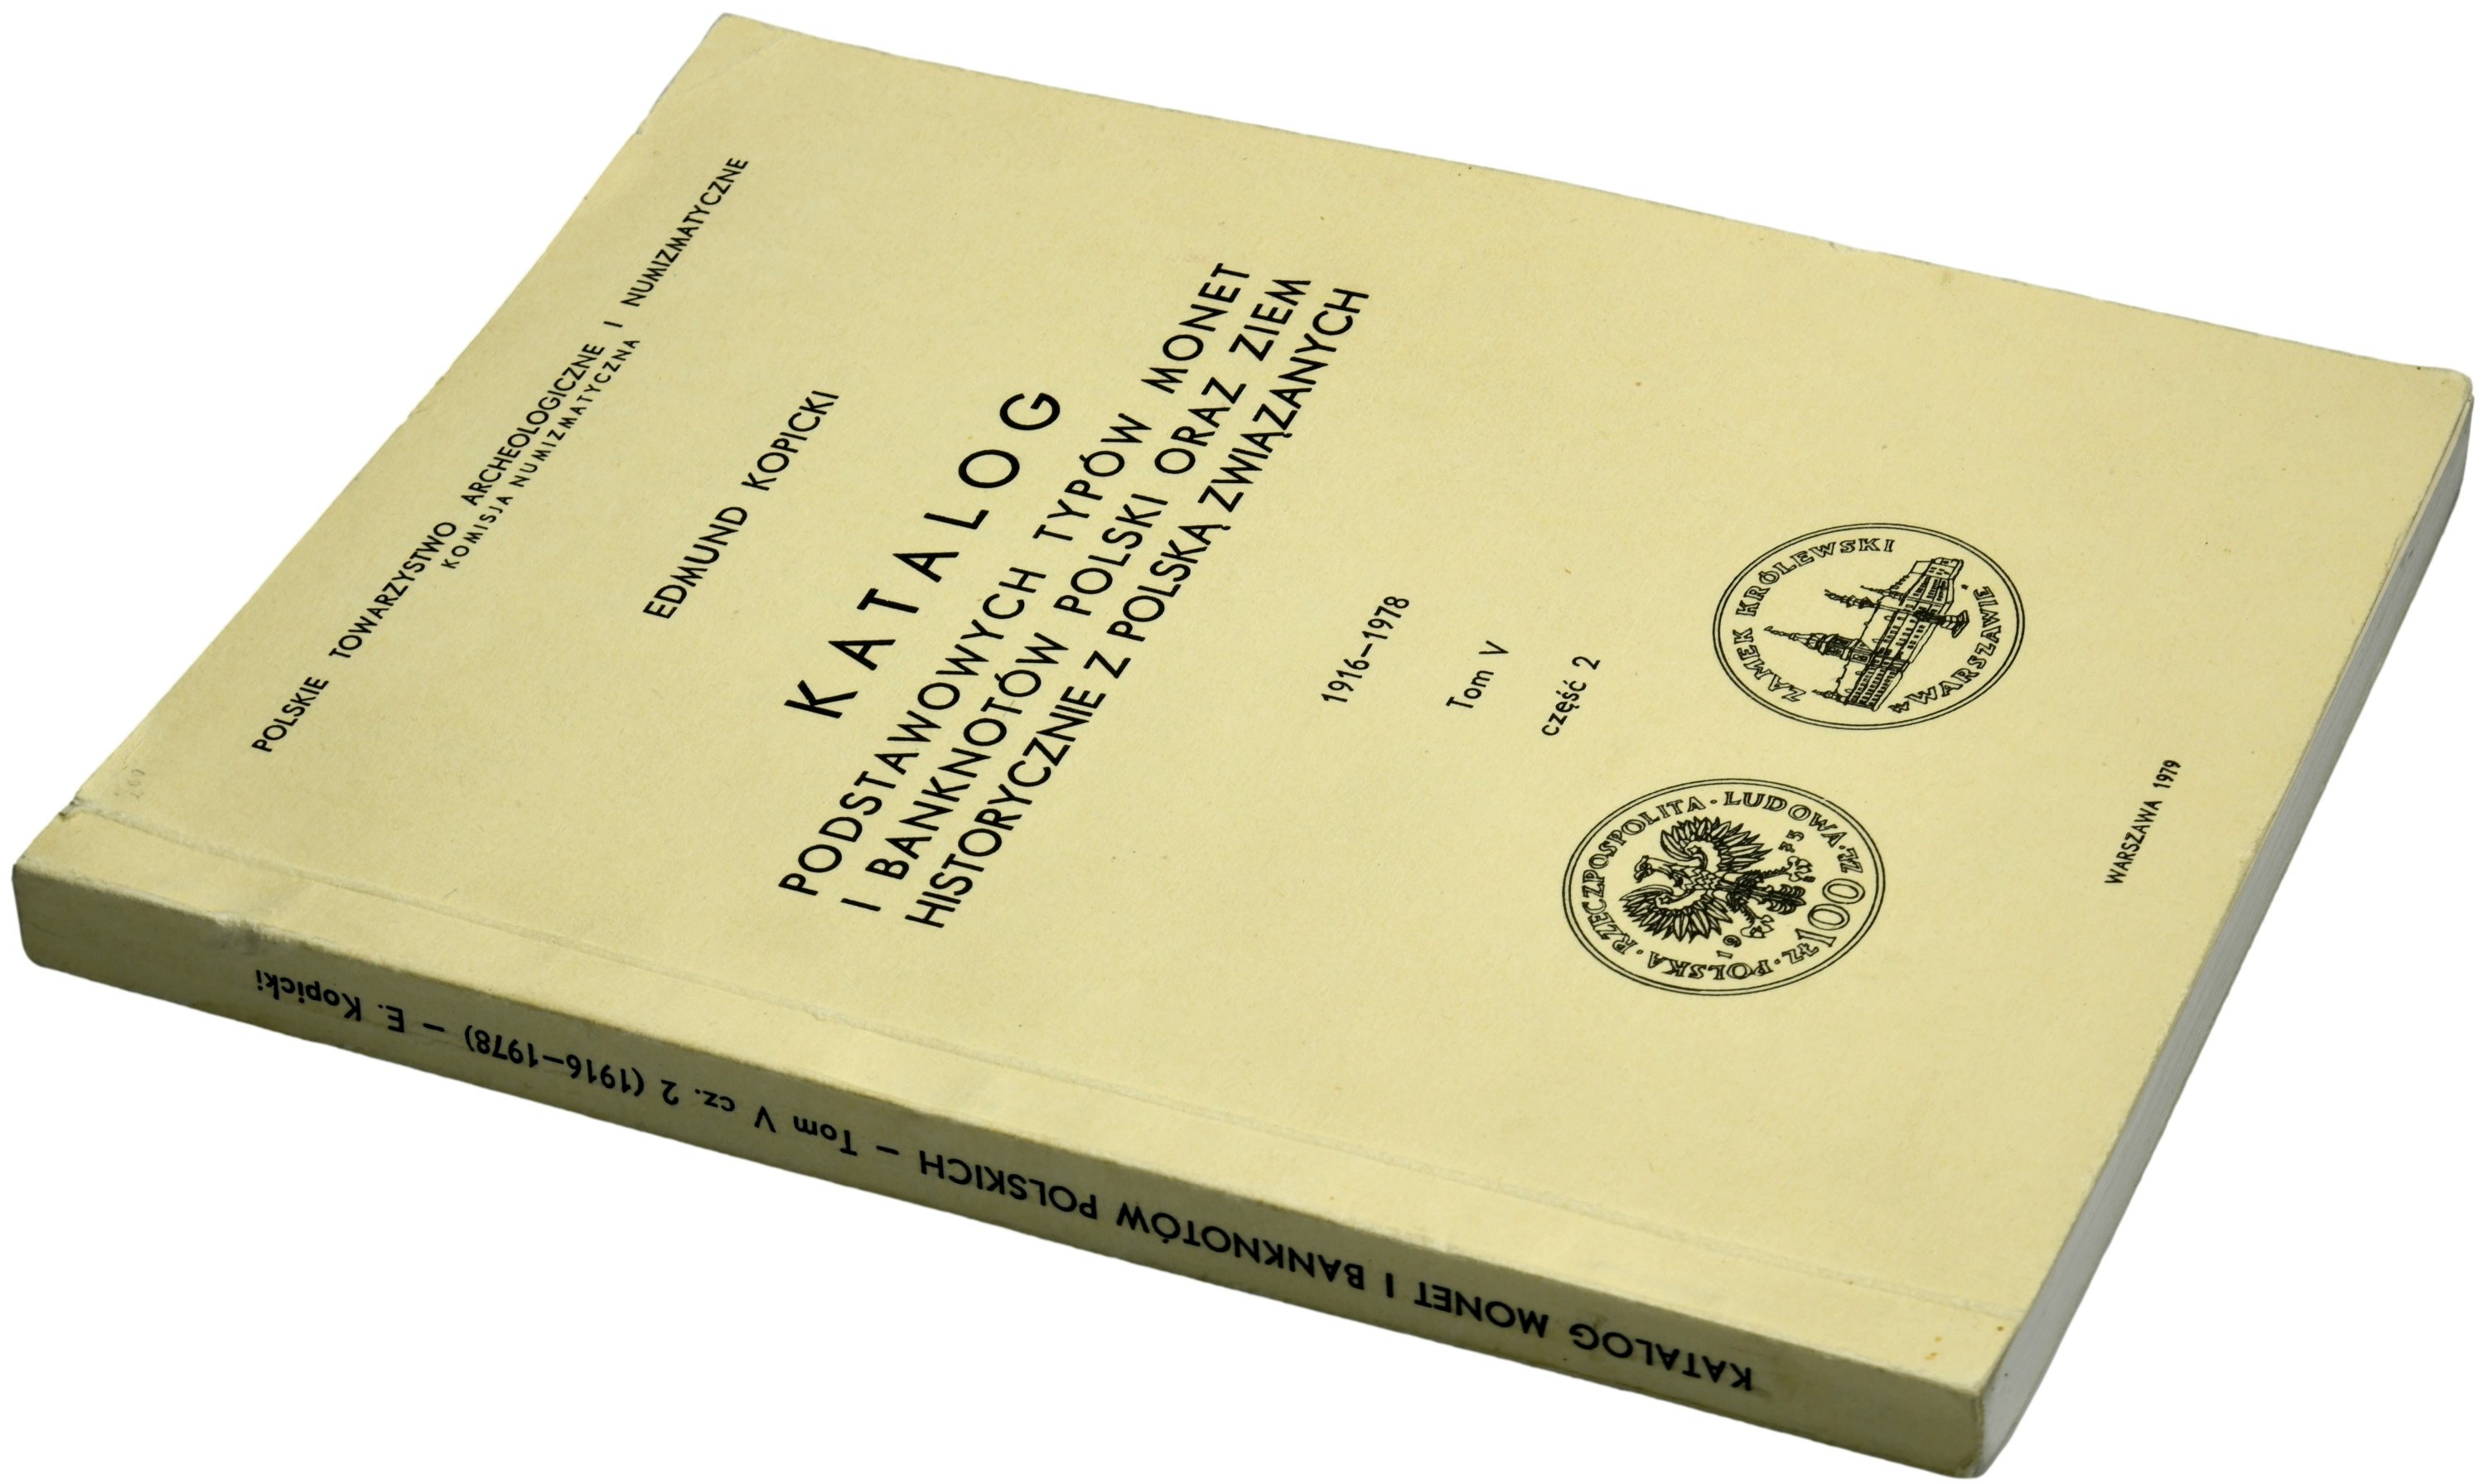 POLSKIE TOWARZYSTWO ARCHEOLOGICZNE I NUMIZMATYCZNE
KOMISJA NUMIZMATYCZNA
EDMUND KOPICKI
KATALOG
PODSTAWOWYCH TYPÓW MONET
I BANKNOTÓW POLSKI ORAZ ZIEM
HISTORYCZNIE Z POLSKĄ ZWIĄZANYCH
1916–1978
Tom V
część 2
POLSKA · RZECZPOSPOLITA · LUDOWA · ZŁ 100 ZŁ ·
1975
ZAMEK KRÓLEWSKI
W WARSZAWIE
WARSZAWA 1979
KATALOG MONET I BANKNOTÓW POLSKICH – Tom V cz. 2 (1916–1978) – E. Kopicki